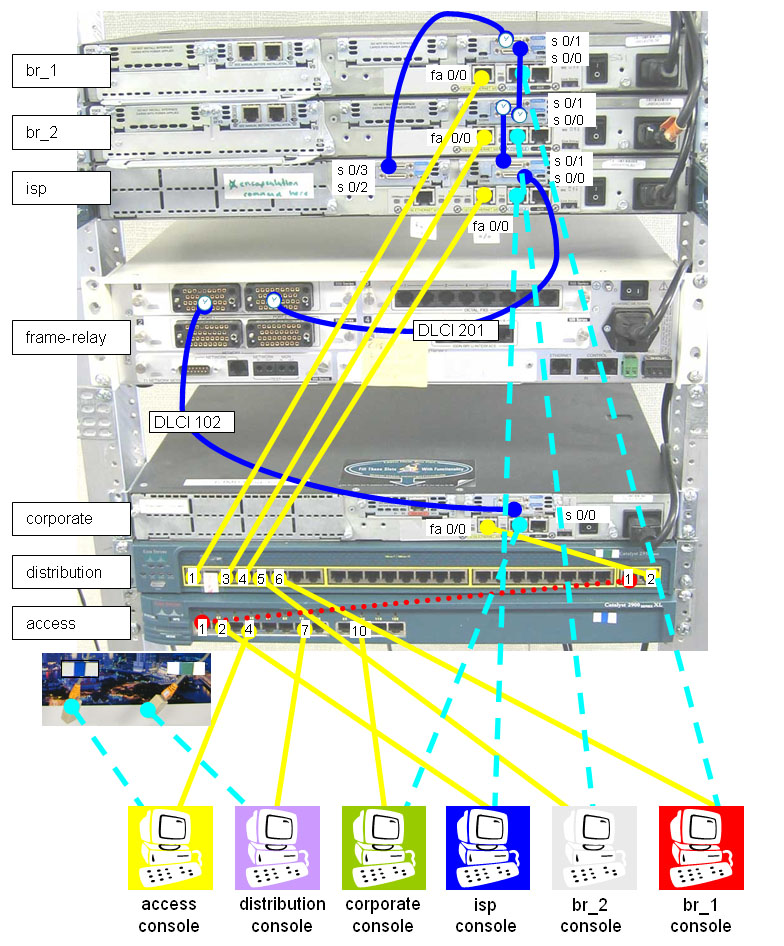 br_1
fa 0/0
s 0/1
s 0/0
br_2
fa 0/0
s 0/1
s 0/0
isp
s 0/3
s 0/2
s 0/1
s 0/0
encapsulation
command here
fa 0/0
frame-relay
DLCI 201
DLCI 102
corporate
fa 0/0
s 0/0
distribution
1
3
4
5
6
1
2
access
1
2
4
7
10
access
console
distribution
console
corporate
console
isp
console
br_2
console
br_1
console